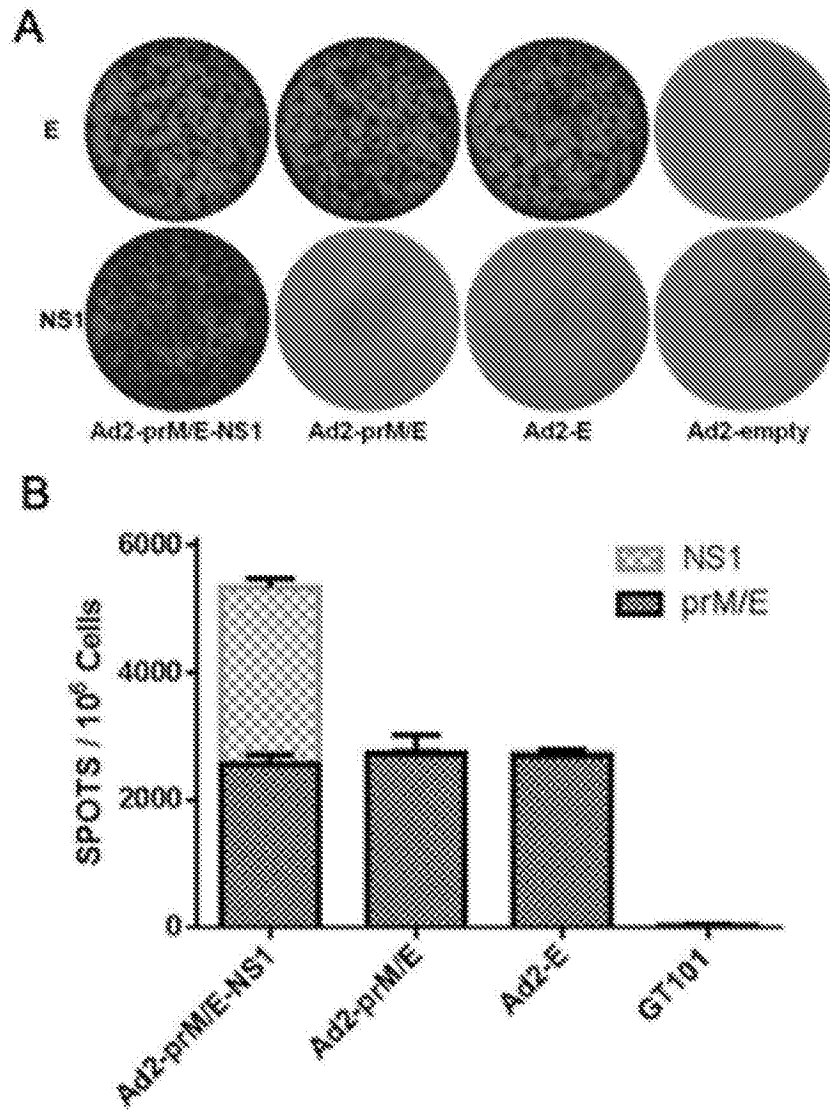 A
E
NS1
Ad2-prM/E-NS1 Ad2-prM/E Ad2-E Ad2-empty
B
6000
4000
2000
0
SPOTS / 10⁶ Cells
NS1
prM/E
Ad2-prM/E-NS1
Ad2-prM/E
Ad2-E
GT101